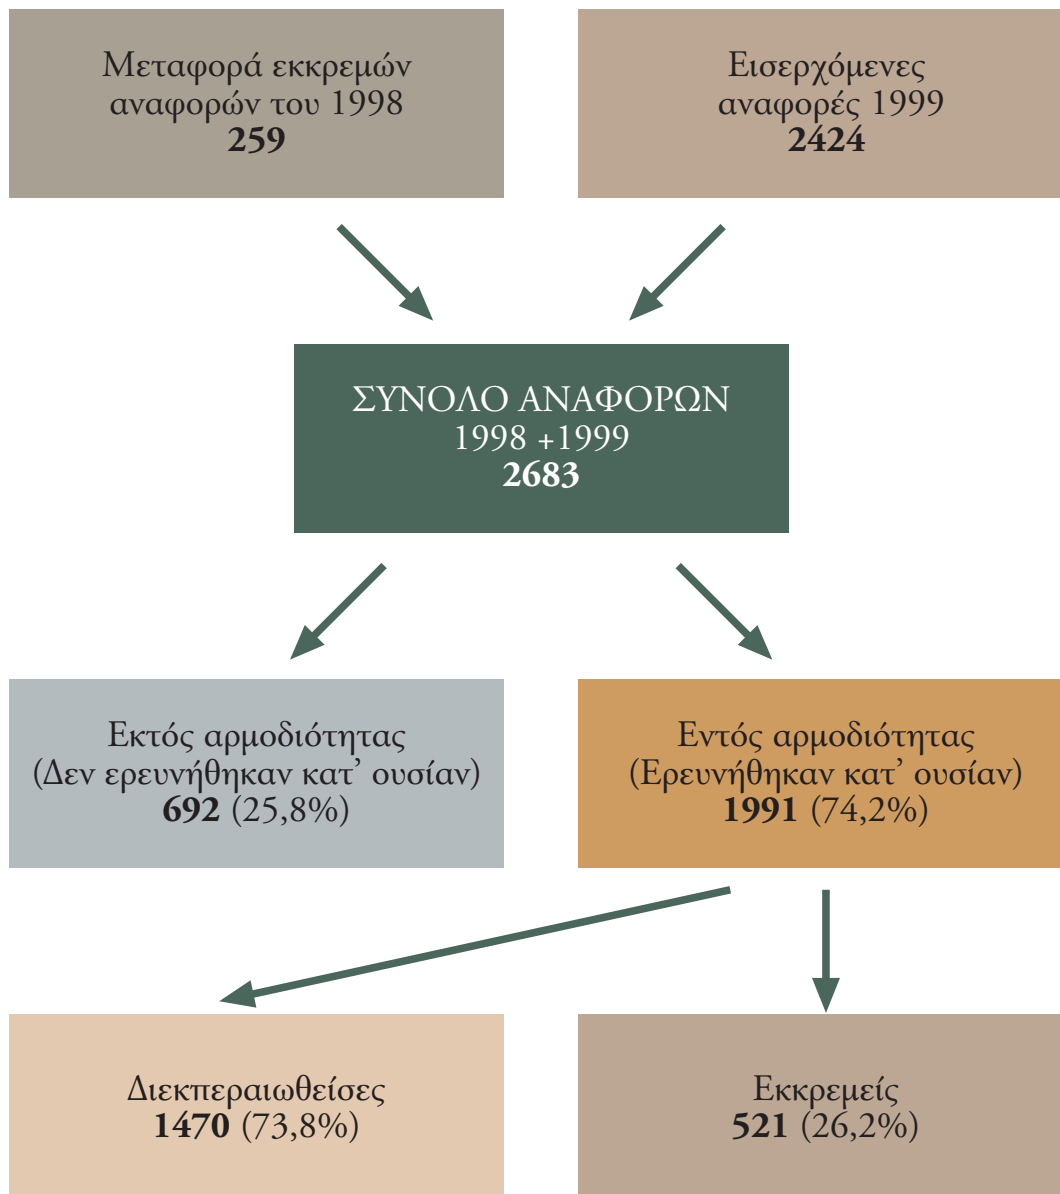 Μεταφορά εκκρεμών
αναφορών του 1998
259
Εισερχόμενες
αναφορές 1999
2424
ΣΥΝΟΛΟ ΑΝΑΦΟΡΩΝ
1998 +1999
2683
Εκτός αρμοδιότητας
(Δεν ερευνήθηκαν κατ’ ουσίαν)
692 (25,8%)
Εντός αρμοδιότητας
(Ερευνήθηκαν κατ’ ουσίαν)
1991 (74,2%)
Διεκπεραιωθείσες
1470 (73,8%)
Εκκρεμείς
521 (26,2%)